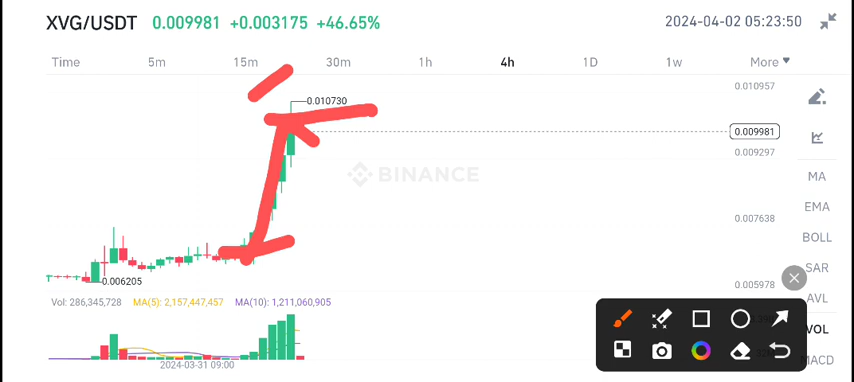 XVG/USDT 0.009981 +0.003175 +46.65% 2024-04-02 05:23:50
Time 5m 15m 30m 1h 4h 1D 1w More
0.010957
0.010730
0.009981
0.009297
BINANCE
MA
EMA
0.007638
BOLL
SAR
0.006205
0.005978
AVL
Vol: 286,345,728 MA(5): 2,157,447,457 MA(10): 1,211,060,905
VOL
MACD
2024-03-31 09:00